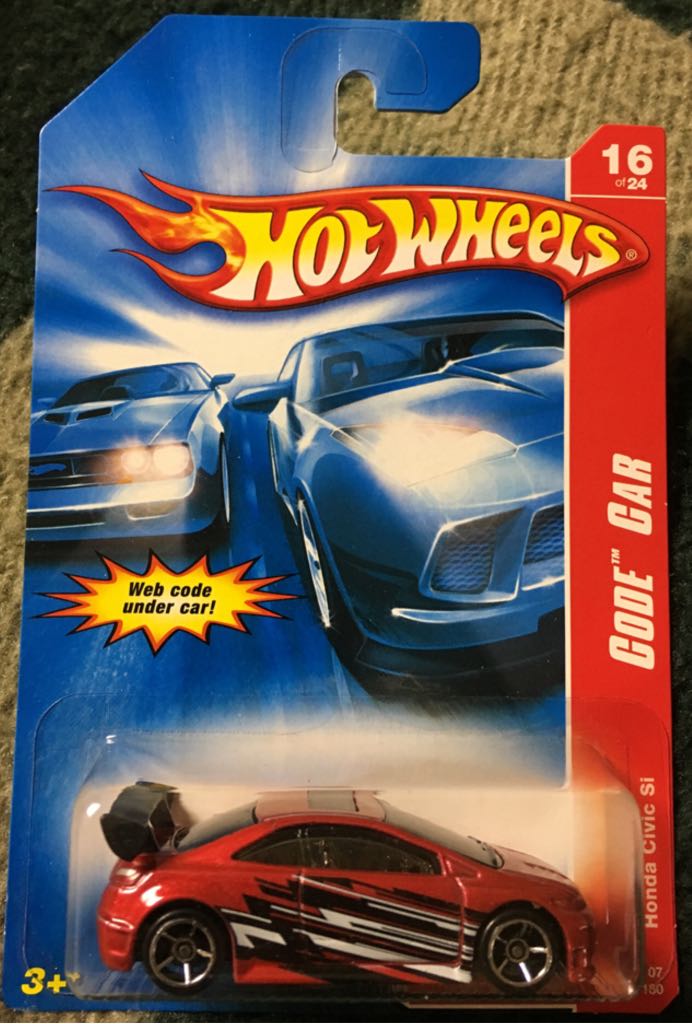 16
of 24
HOT WHEELS®
CODE™ CAR
Web code
under car!
Honda Civic Si
3+
07
180